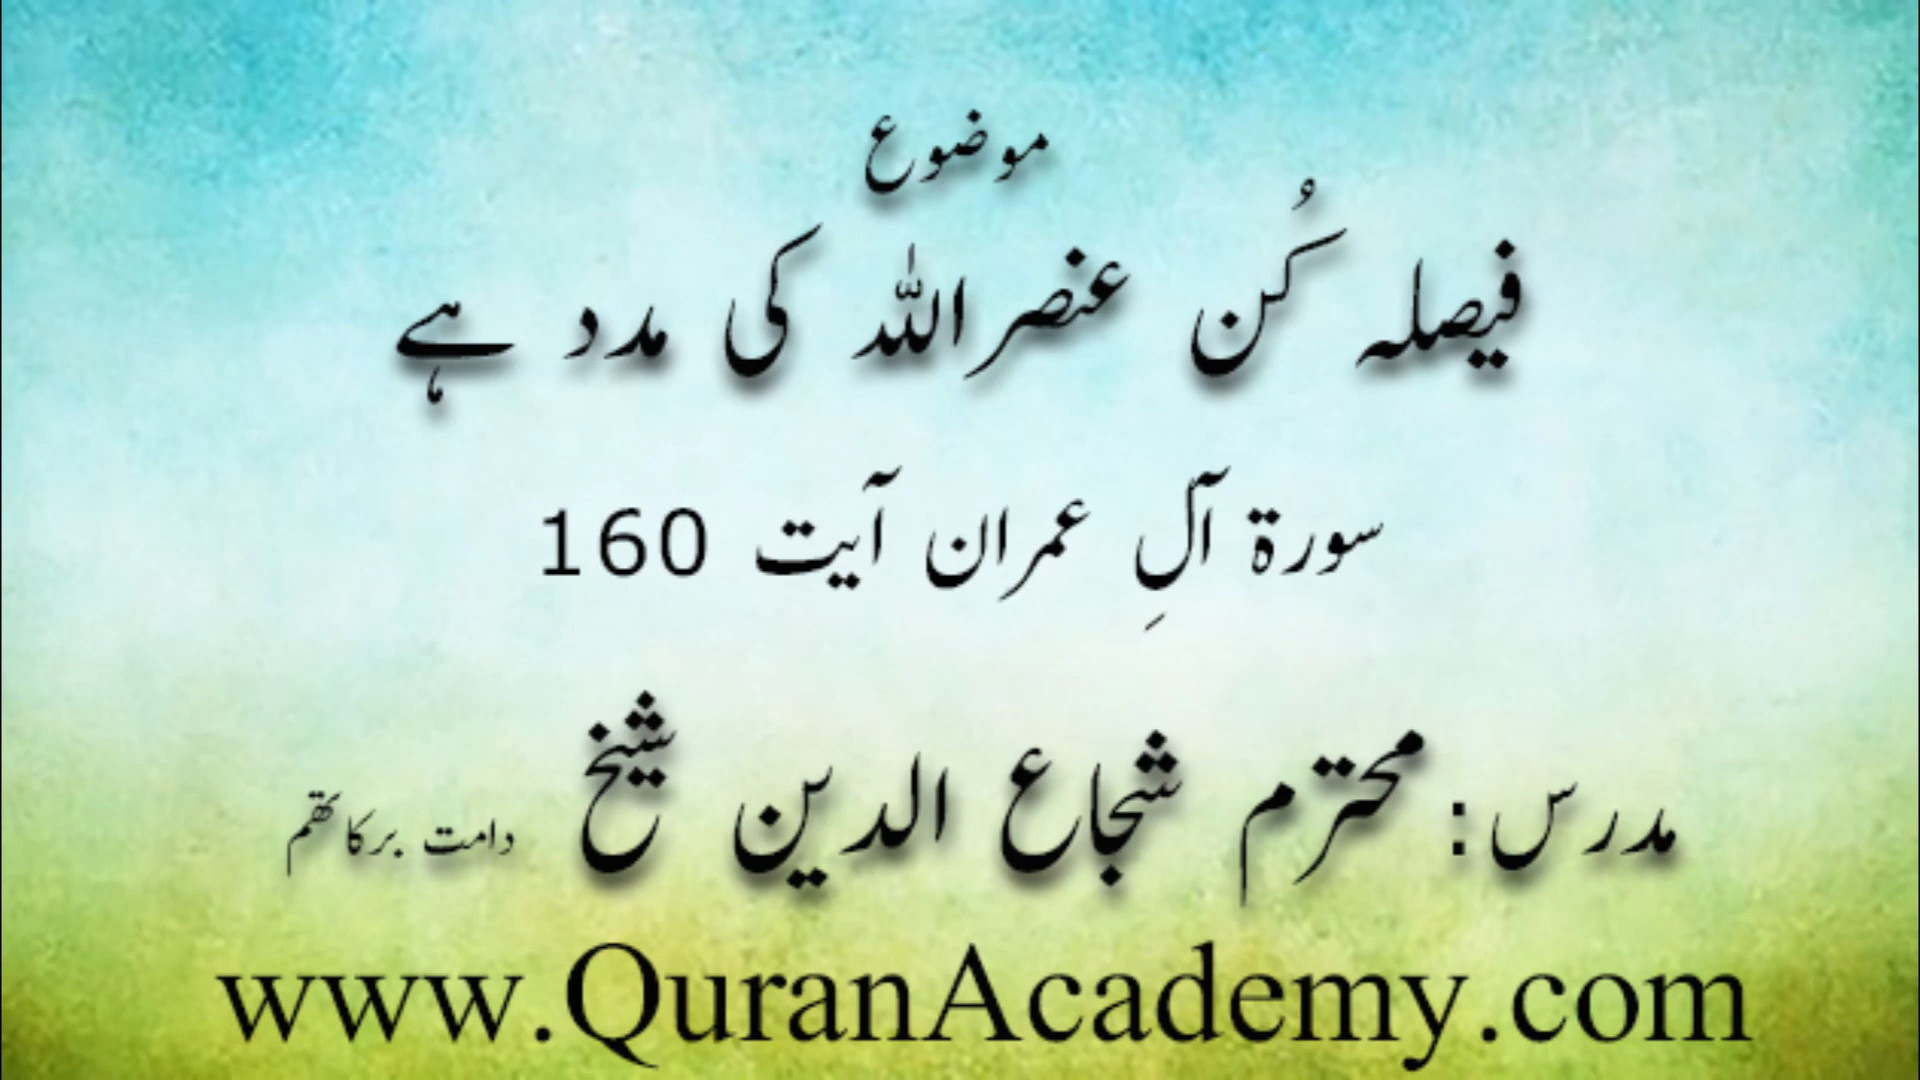 موضوع
فیصلہ کُن عنصر اللہ کی مدد ہے
سورۃ آلِ عمران آیت 160
مدرس: محترم شجاع الدین شیخ دامت برکاتھم
www.QuranAcademy.com